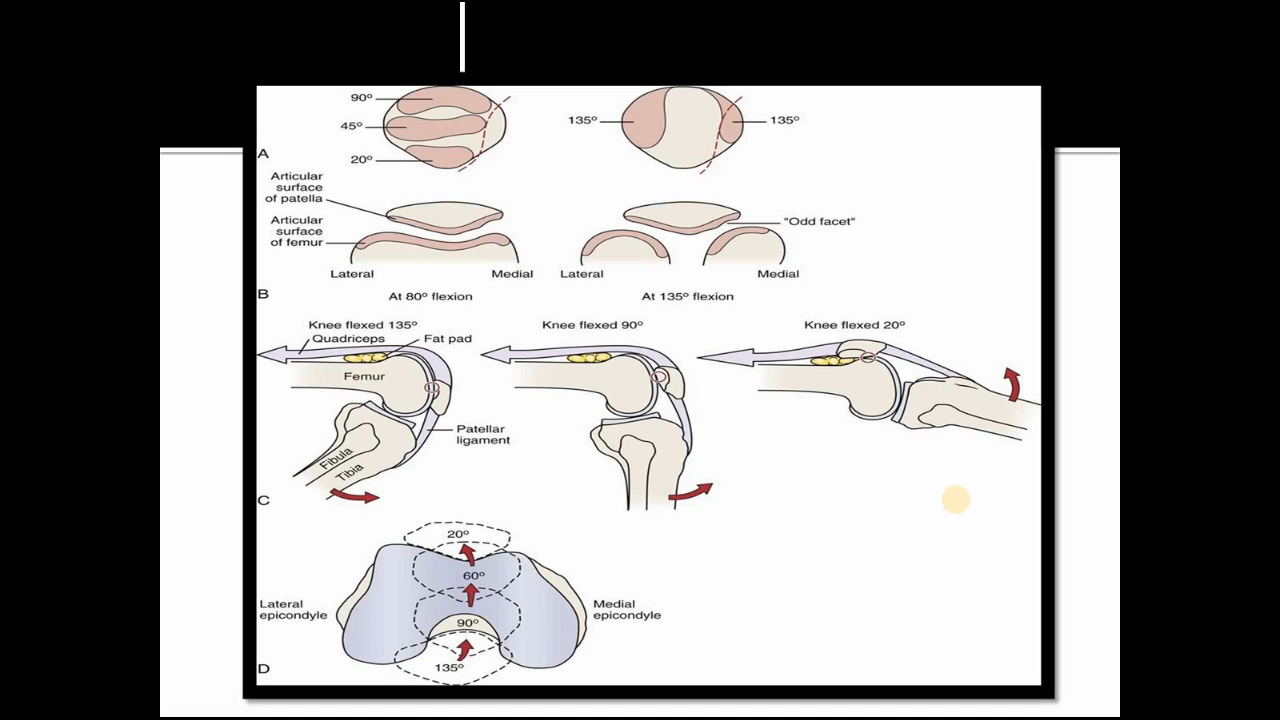 90º
45º
20º
135º
135º
A
Articular
surface
of patella
Articular
surface
of femur
"Odd facet"
Lateral
Medial
Lateral
Medial
B
At 80º flexion
At 135º flexion
Knee flexed 135º
Knee flexed 90º
Knee flexed 20º
Quadriceps
Fat pad
Femur
Patellar
ligament
Fibula
Tibia
C
20º
60º
Lateral
epicondyle
Medial
epicondyle
90º
135º
D